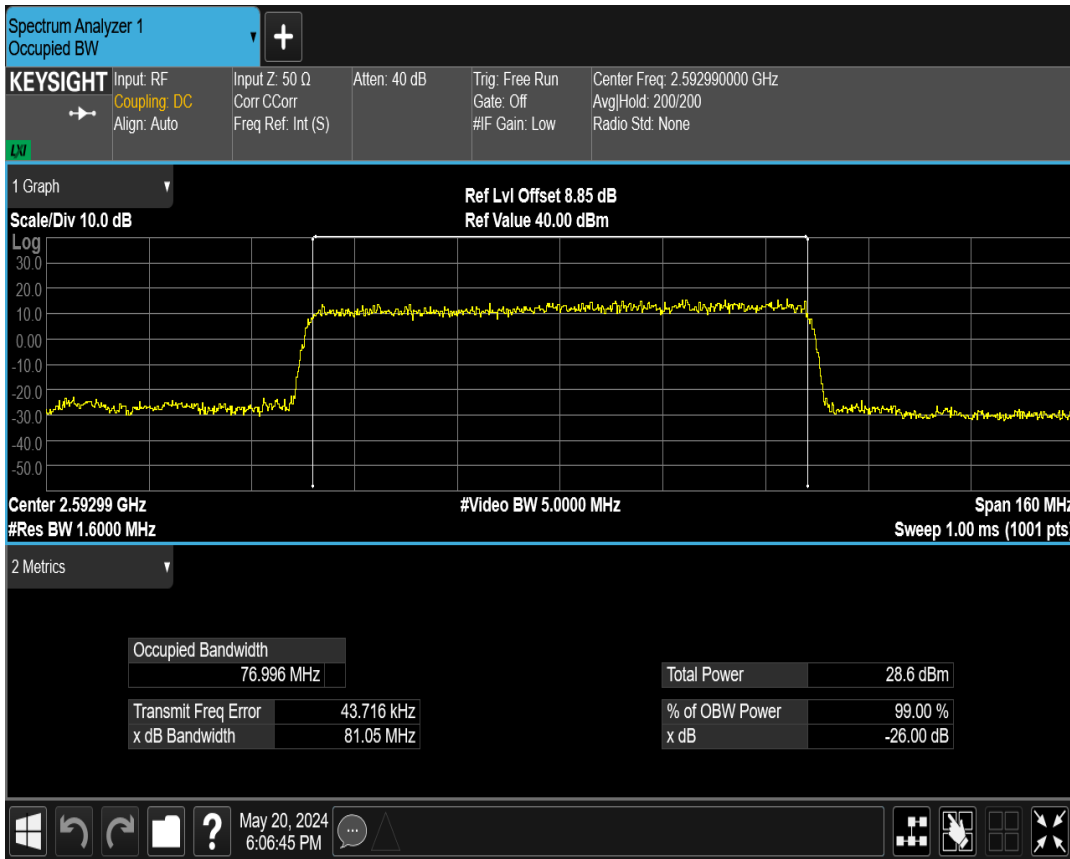 Spectrum Analyzer 1
Occupied BW
+
KEYSIGHT
LXI
Input: RF
Coupling: DC
Align: Auto
Input Z: 50 Ω
Corr CCorr
Freq Ref: Int (S)
Atten: 40 dB
Trig: Free Run
Gate: Off
#IF Gain: Low
Center Freq: 2.592990000 GHz
Avg|Hold: 200/200
Radio Std: None
1 Graph
Scale/Div 10.0 dB
Ref Lvl Offset 8.85 dB
Ref Value 40.00 dBm
Log
30.0
20.0
10.0
0.00
-10.0
-20.0
-30.0
-40.0
-50.0
Center 2.59299 GHz
#Video BW 5.0000 MHz
Span 160 MHz
#Res BW 1.6000 MHz
Sweep 1.00 ms (1001 pts)
2 Metrics
Occupied Bandwidth
76.996 MHz
Total Power 28.6 dBm
Transmit Freq Error 43.716 kHz
% of OBW Power 99.00 %
x dB Bandwidth 81.05 MHz
x dB -26.00 dB
?
May 20, 2024
6:06:45 PM